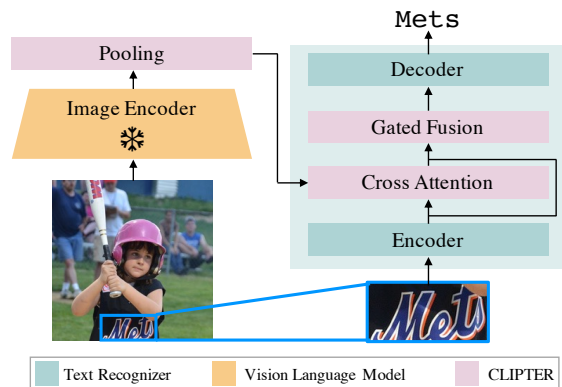 Mets
Pooling
Decoder
Image Encoder
Gated Fusion
Cross Attention
Encoder
Mets
Mets
Text Recognizer
Vision Language Model
CLIPTER